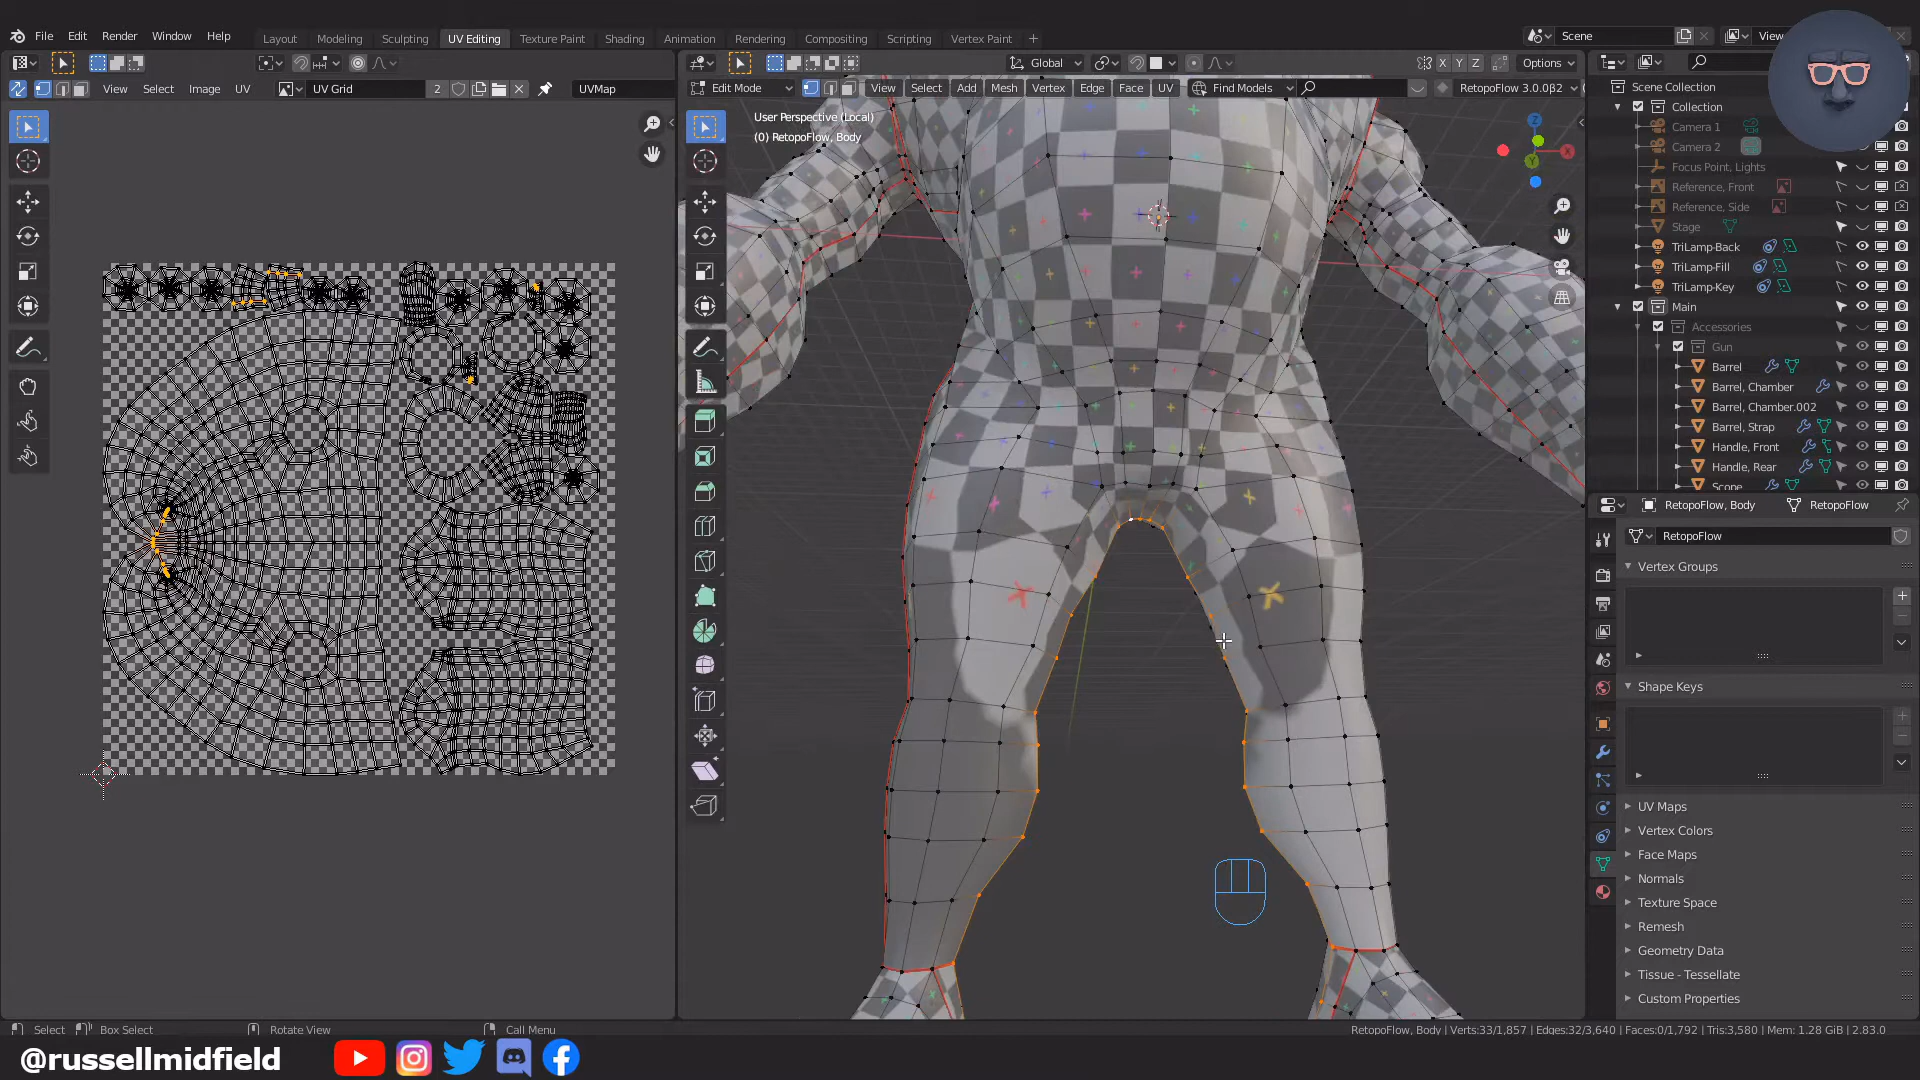 File Edit Render Window Help
Layout Modeling Sculpting UV Editing Texture Paint Shading Animation Rendering Compositing Scripting Vertex Paint +
Scene
View
Global
X Y Z
Options
View Select Image UV
UV Grid
2
UVMap
Edit Mode
View Select Add Mesh Vertex Edge Face UV
Find Models
RetopoFlow 3.0.0β2
User Perspective (Local)
(0) RetopoFlow, Body
Z
X
Y
Scene Collection
Collection
Camera 1
Camera 2
Focus Point, Lights
Reference, Front
Reference, Side
Stage
TriLamp-Back
TriLamp-Fill
TriLamp-Key
Main
Accessories
Gun
Barrel
Barrel, Chamber
Barrel, Chamber.002
Barrel, Strap
Handle, Front
Handle, Rear
Scope
RetopoFlow, Body
RetopoFlow
RetopoFlow
Vertex Groups
Shape Keys
UV Maps
Vertex Colors
Face Maps
Normals
Texture Space
Remesh
Geometry Data
Tissue - Tessellate
Custom Properties
Select
Box Select
Rotate View
Call Menu
RetopoFlow, Body | Verts:33/1,857 | Edges:32/3,640 | Faces:0/1,792 | Tris:3,580 | Mem: 1.28 GiB | 2.83.0
@russellmidfield